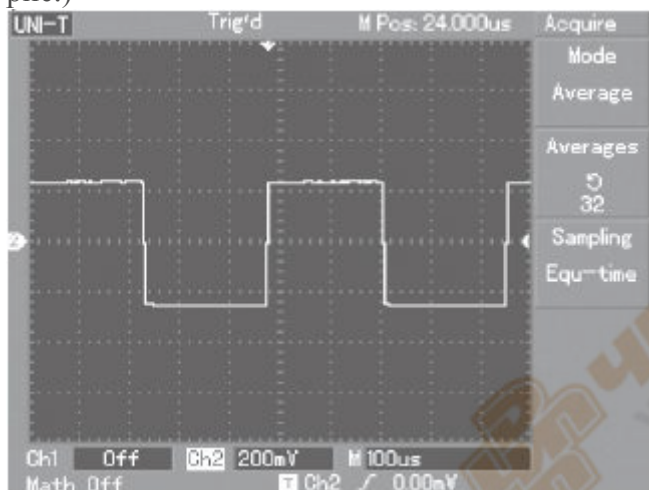 UNI-T Trig'd M Pos: 24.000us Acquire
Mode
Average
Averages
32
Sampling
Equ-time
Ch1 Off Ch2 200mV M 100us
Math Off T Ch2 0.00mV